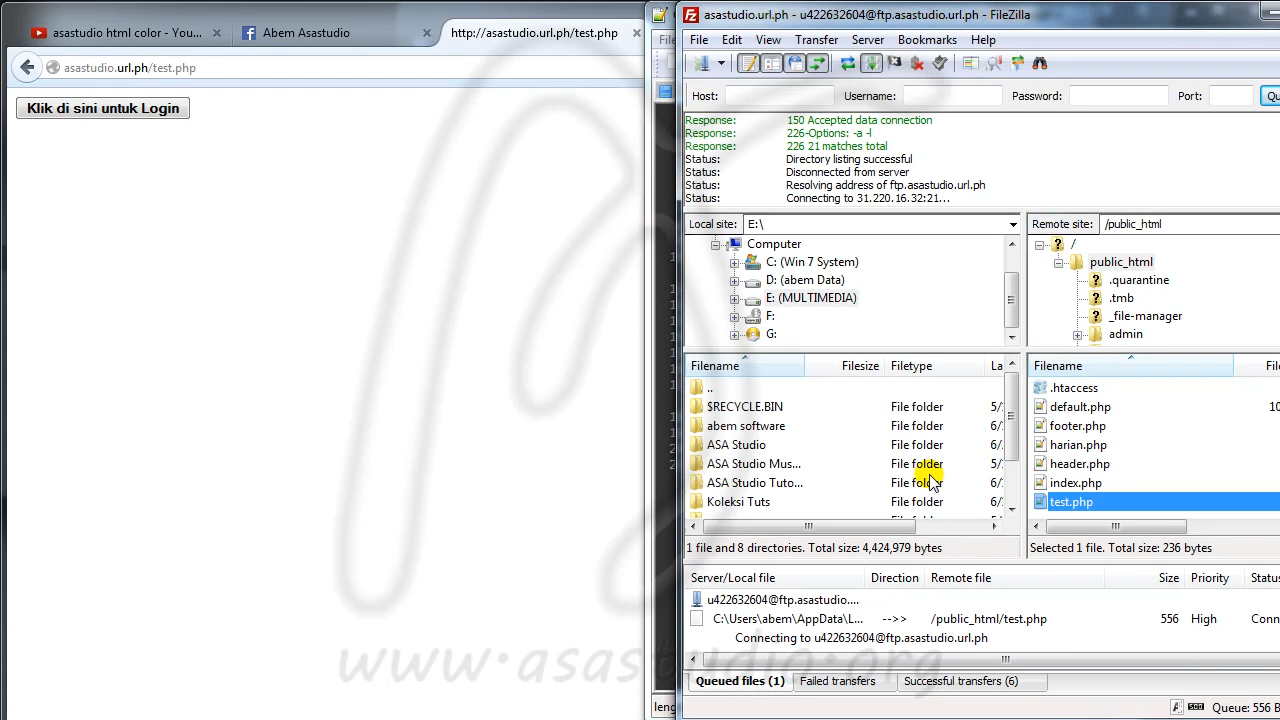 asastudio html color - You...
Abem Asastudio
http://asastudio.url.ph/test.php
asastudio.url.ph/test.php
Klik di sini untuk Login
asastudio.url.ph - u422632604@ftp.asastudio.url.ph - FileZilla
File Edit View Transfer Server Bookmarks Help
Host: Username: Password: Port:
Response: 150 Accepted data connection
Response: 226-Options: -a -l
Response: 226 21 matches total
Status: Directory listing successful
Status: Disconnected from server
Status: Resolving address of ftp.asastudio.url.ph
Status: Connecting to 31.220.16.32:21...
Local site: E:\
Remote site: /public_html
Computer
C: (Win 7 System)
D: (abem Data)
E: (MULTIMEDIA)
F:
G:
/
public_html
.quarantine
.tmb
_file-manager
admin
Filename Filesize Filetype
..
$RECYCLE.BIN File folder 5/
abem software File folder 6/
ASA Studio File folder 6/
ASA Studio Mus... File folder 5/
ASA Studio Tuto... File folder 6/
Koleksi Tuts File folder 6/
Filename
.htaccess
default.p
footer.php
harian.php
header.php
index.php
test.php
1 file and 8 directories. Total size: 4,424,979 bytes
Selected 1 file. Total size: 236 bytes
Server/Local file Direction Remote file Size Priority
u422632604@ftp.asastudio....
C:\Users\abem\AppData\L... -->> /public_html/test.php 556 High
Connecting to u422632604@ftp.asastudio.url.ph
Queued files (1) Failed transfers
Successful transfers
Queue: 556 B